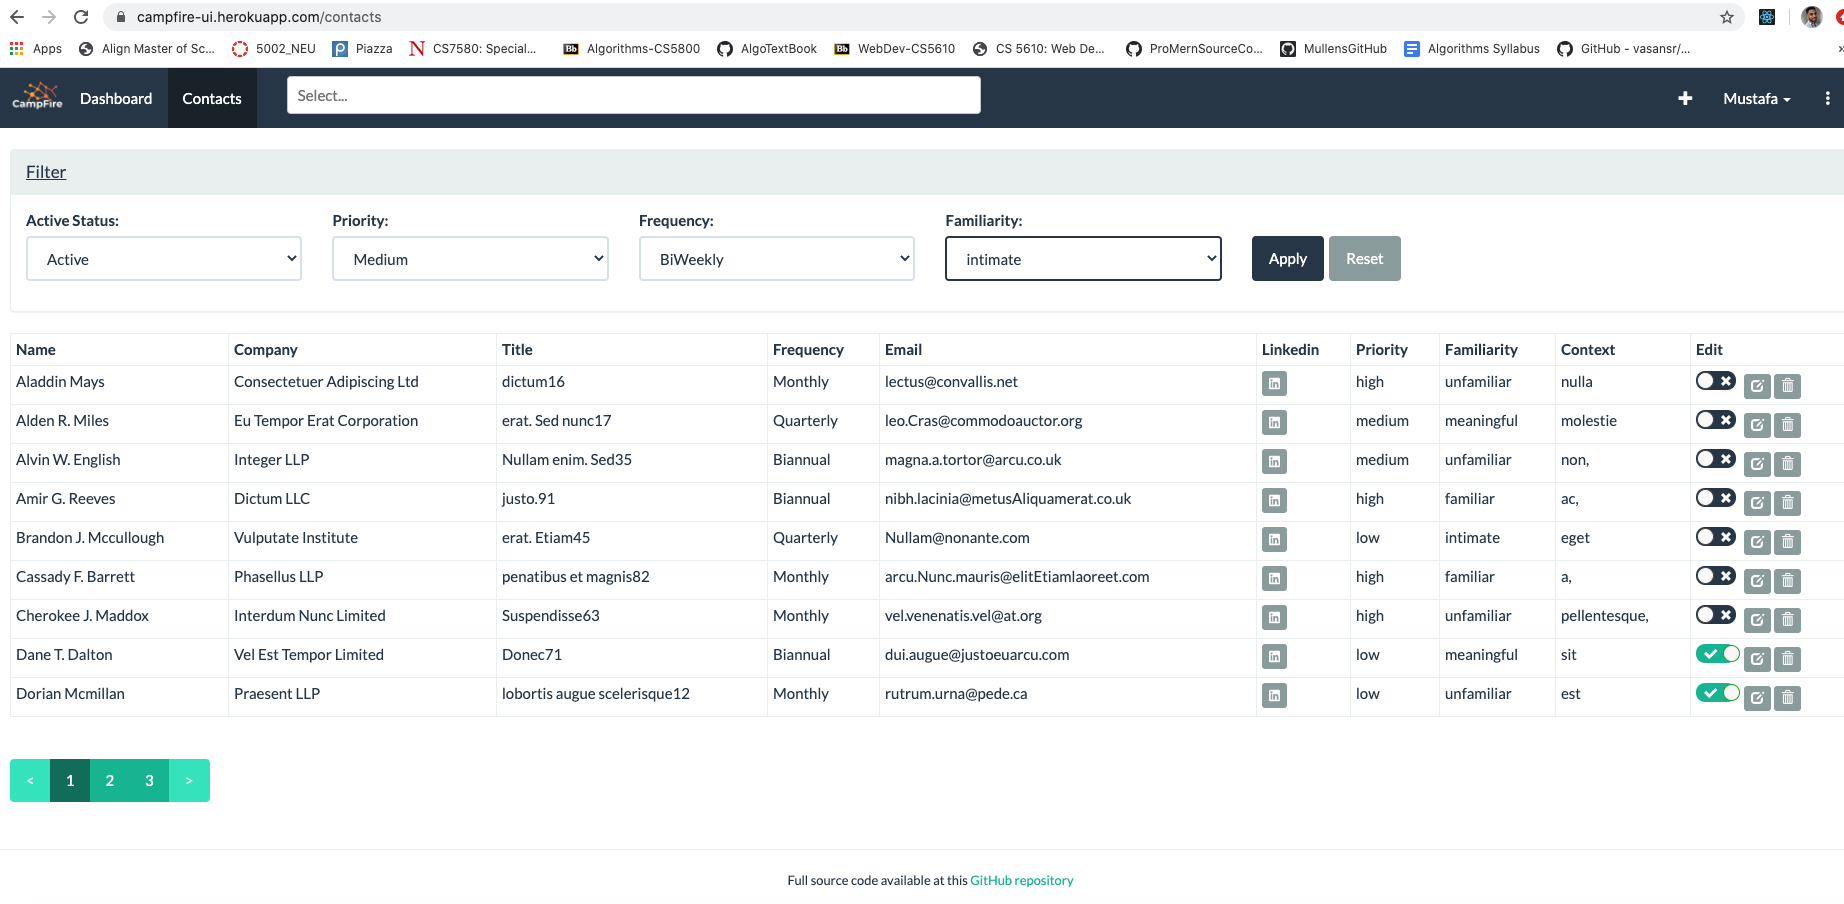 campfire-ui.herokuapp.com/contacts
Apps Align Master of Sc... 5002_NEU Piazza CS7580: Special... Algorithms-CS5800 AlgoTextBook WebDev-CS5610 CS 5610: Web De... ProMernSourceCo... MullensGitHub Algorithms Syllabus GitHub - vasansr/...
CampFire Dashboard Contacts Select... + Mustafa
Filter
Active Status: Priority: Frequency: Familiarity:
Active Medium BiWeekly intimate Apply Reset
Name Company Title Frequency Email Linkedin Priority Familiarity Context Edit
Aladdin Mays Consectetuer Adipiscing Ltd dictum16 Monthly lectus@convallis.net in high unfamiliar nulla
Alden R. Miles Eu Tempor Erat Corporation erat. Sed nunc17 Quarterly leo.Cras@commodoauctor.org in medium meaningful molestie
Alvin W. English Integer LLP Nullam enim. Sed35 Biannual magna.a.tortor@arcu.co.uk in medium unfamiliar non,
Amir G. Reeves Dictum LLC justo.91 Biannual nibh.lacinia@metusAliquamerat.co.uk in high familiar ac,
Brandon J. Mccullough Vulputate Institute erat. Etiam45 Quarterly Nullam@nonante.com in low intimate eget
Cassady F. Barrett Phasellus LLP penatibus et magnis82 Monthly arcu.Nunc.mauris@elitEtiamlaoreet.com in high familiar a,
Cherokee J. Maddox Interdum Nunc Limited Suspendisse63 Monthly vel.venenatis.vel@at.org in high unfamiliar pellentesque,
Dane T. Dalton Vel Est Tempor Limited Donec71 Biannual dui.augue@justoeuarcu.com in low meaningful sit
Dorian Mcmillan Praesent LLP lobortis augue scelerisque12 Monthly rutrum.urna@pede.ca in low unfamiliar est
< 1 2 3 >
Full source code available at this GitHub repository